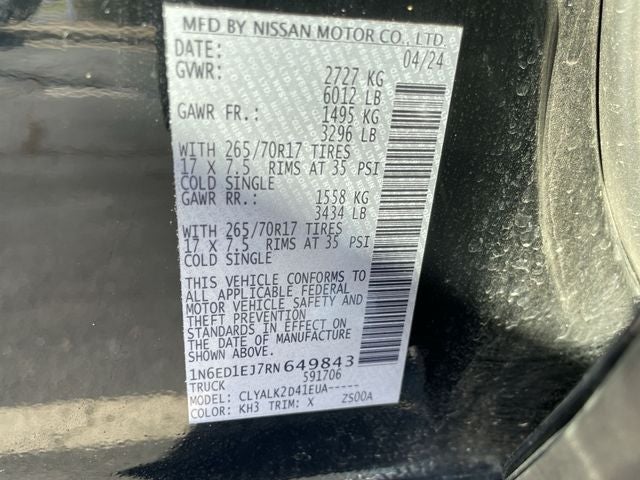 MFD BY NISSAN MOTOR CO., LTD.
DATE: 04/24
GVWR: 2727 KG
6012 LB
GAWR FR.: 1495 KG
3296 LB
WITH 265/70R17 TIRES
17 X 7.5 RIMS AT 35 PSI
COLD SINGLE
GAWR RR.: 1558 KG
3434 LB
WITH 265/70R17 TIRES
17 X 7.5 RIMS AT 35 PSI
COLD SINGLE
THIS VEHICLE CONFORMS TO
ALL APPLICABLE FEDERAL
MOTOR VEHICLE SAFETY AND
THEFT PREVENTION
STANDARDS IN EFFECT ON
THE DATE OF MANUFACTURE
SHOWN ABOVE.
1N6ED1EJ7RN649843
TRUCK 591706
MODEL: CLYALK2D41EUA-----
COLOR: KH3 TRIM: X ZS00A